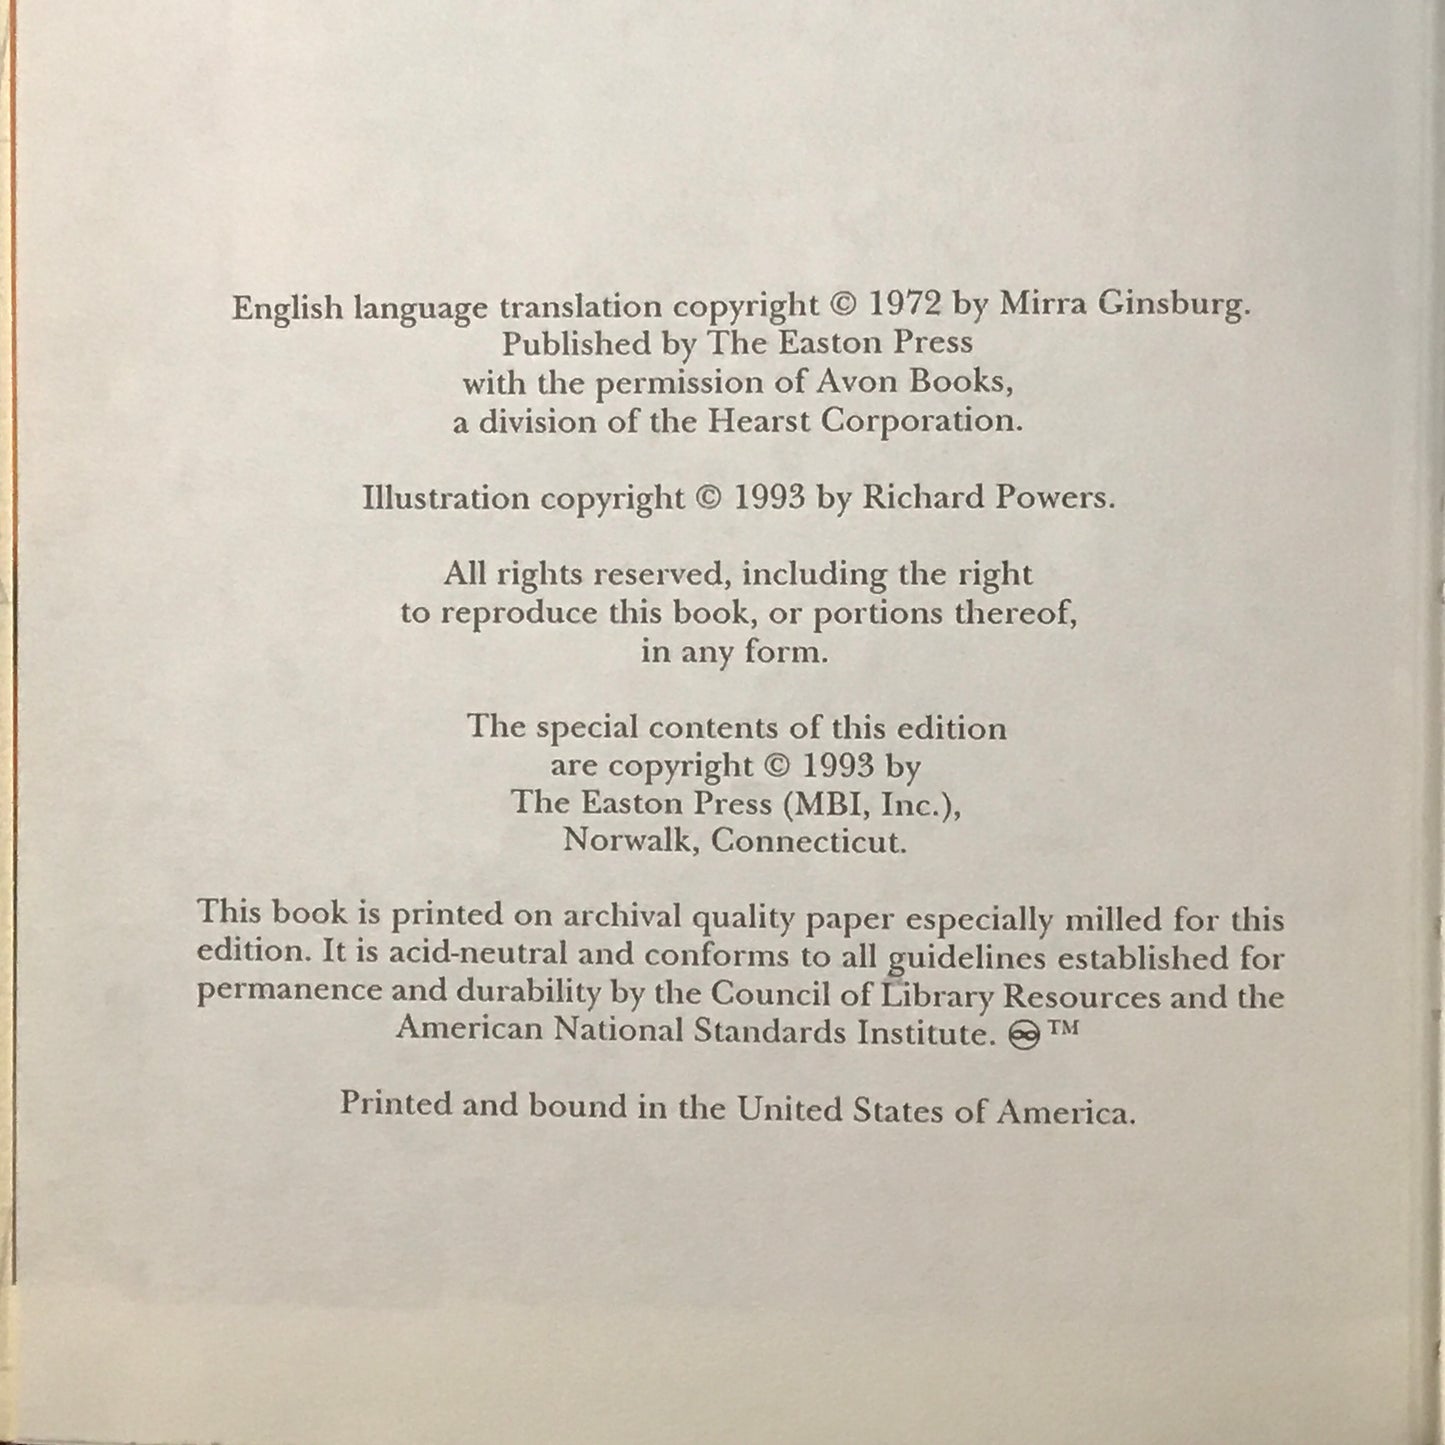 English language translation copyright © 1972 by Mirra Ginsburg.
Published by The Easton Press
with the permission of Avon Books,
a division of the Hearst Corporation.
Illustration copyright © 1993 by Richard Powers.
All rights reserved, including the right
to reproduce this book, or portions thereof,
in any form.
The special contents of this edition
are copyright © 1993 by
The Easton Press (MBI, Inc.),
Norwalk, Connecticut.
This book is printed on archival quality paper especially milled for this
edition. It is acid-neutral and conforms to all guidelines established for
permanence and durability by the Council of Library Resources and the
American National Standards Institute. ♾™
Printed and bound in the United States of America.